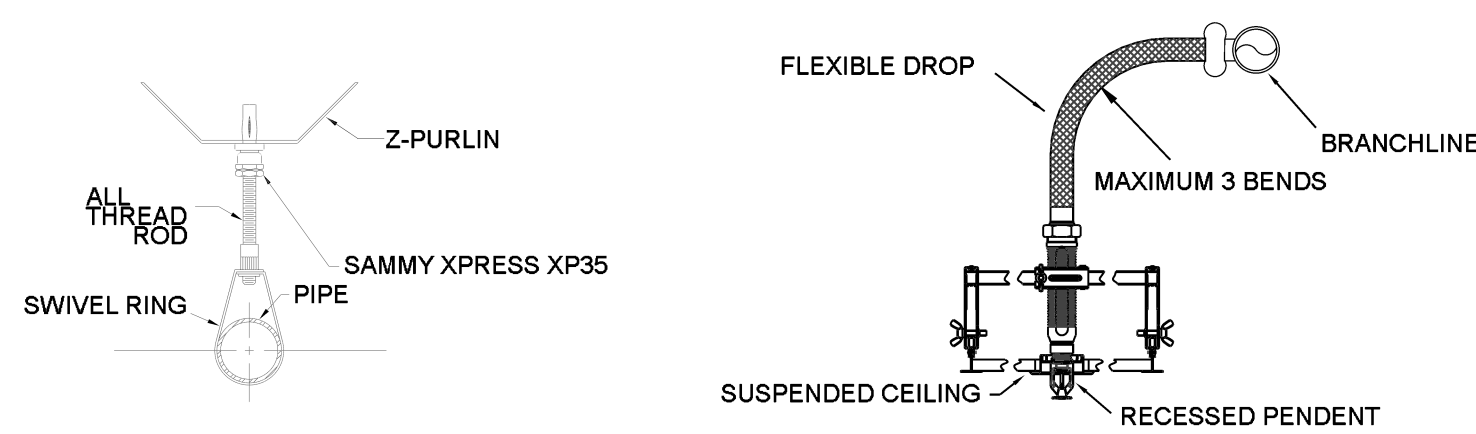 Z-PURLIN
ALL
THREAD
ROD
SAMMY XPRESS XP35
PIPE
SWIVEL RING
FLEXIBLE DROP
BRANCHLINE
MAXIMUM 3 BENDS
SUSPENDED CEILING
RECESSED PENDENT